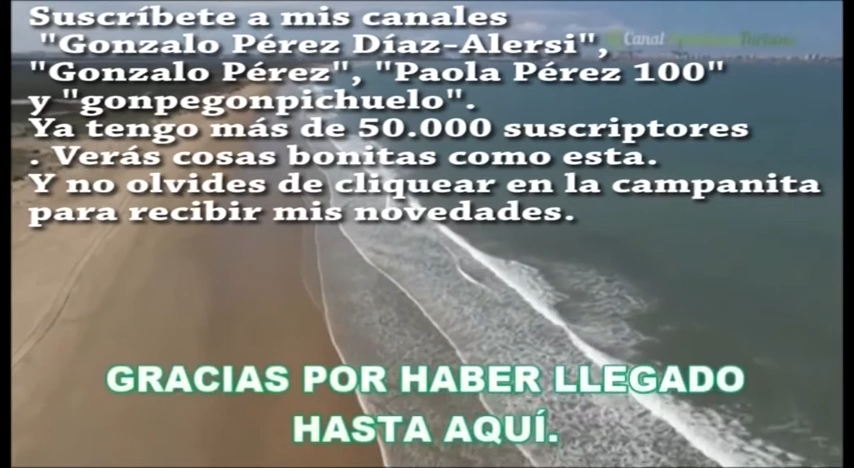 Suscríbete a mis canales
"Gonzalo Pérez Díaz-Alersi",
Canal
"Gonzalo Pérez", "Paola Pérez 100"
y "gonpegonpichuelo".
Ya tengo más de 50.000 suscriptores
. Verás cosas bonitas como esta.
Y no olvides de cliquear en la campanita
para recibir mis novedades.
GRACIAS POR HABER LLEGADO
HASTA AQUÍ.